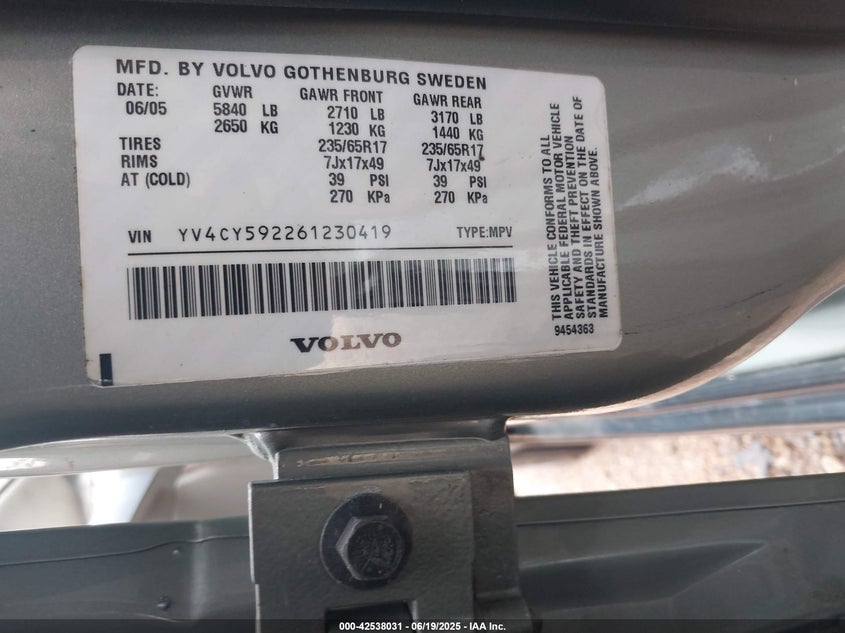 MFD. BY VOLVO GOTHENBURG SWEDEN
DATE: GVWR GAWR FRONT GAWR REAR
06/05 5840 LB 2710 LB 3170 LB
2650 KG 1230 KG 1440 KG
TIRES 235/65R17 235/65R17
RIMS 7Jx17x49 7Jx17x49
AT (COLD) 39 PSI 39 PSI
270 KPa 270 KPa
VIN YV4CY592261230419 TYPE:MPV
VOLVO
THIS VEHICLE CONFORMS TO ALL
APPLICABLE FEDERAL MOTOR VEHICLE
SAFETY AND THEFT PREVENTION
STANDARDS IN EFFECT ON THE DATE OF
MANUFACTURE SHOWN ABOVE.
9454363
000-42538031 - 06/19/2025 - IAA Inc.